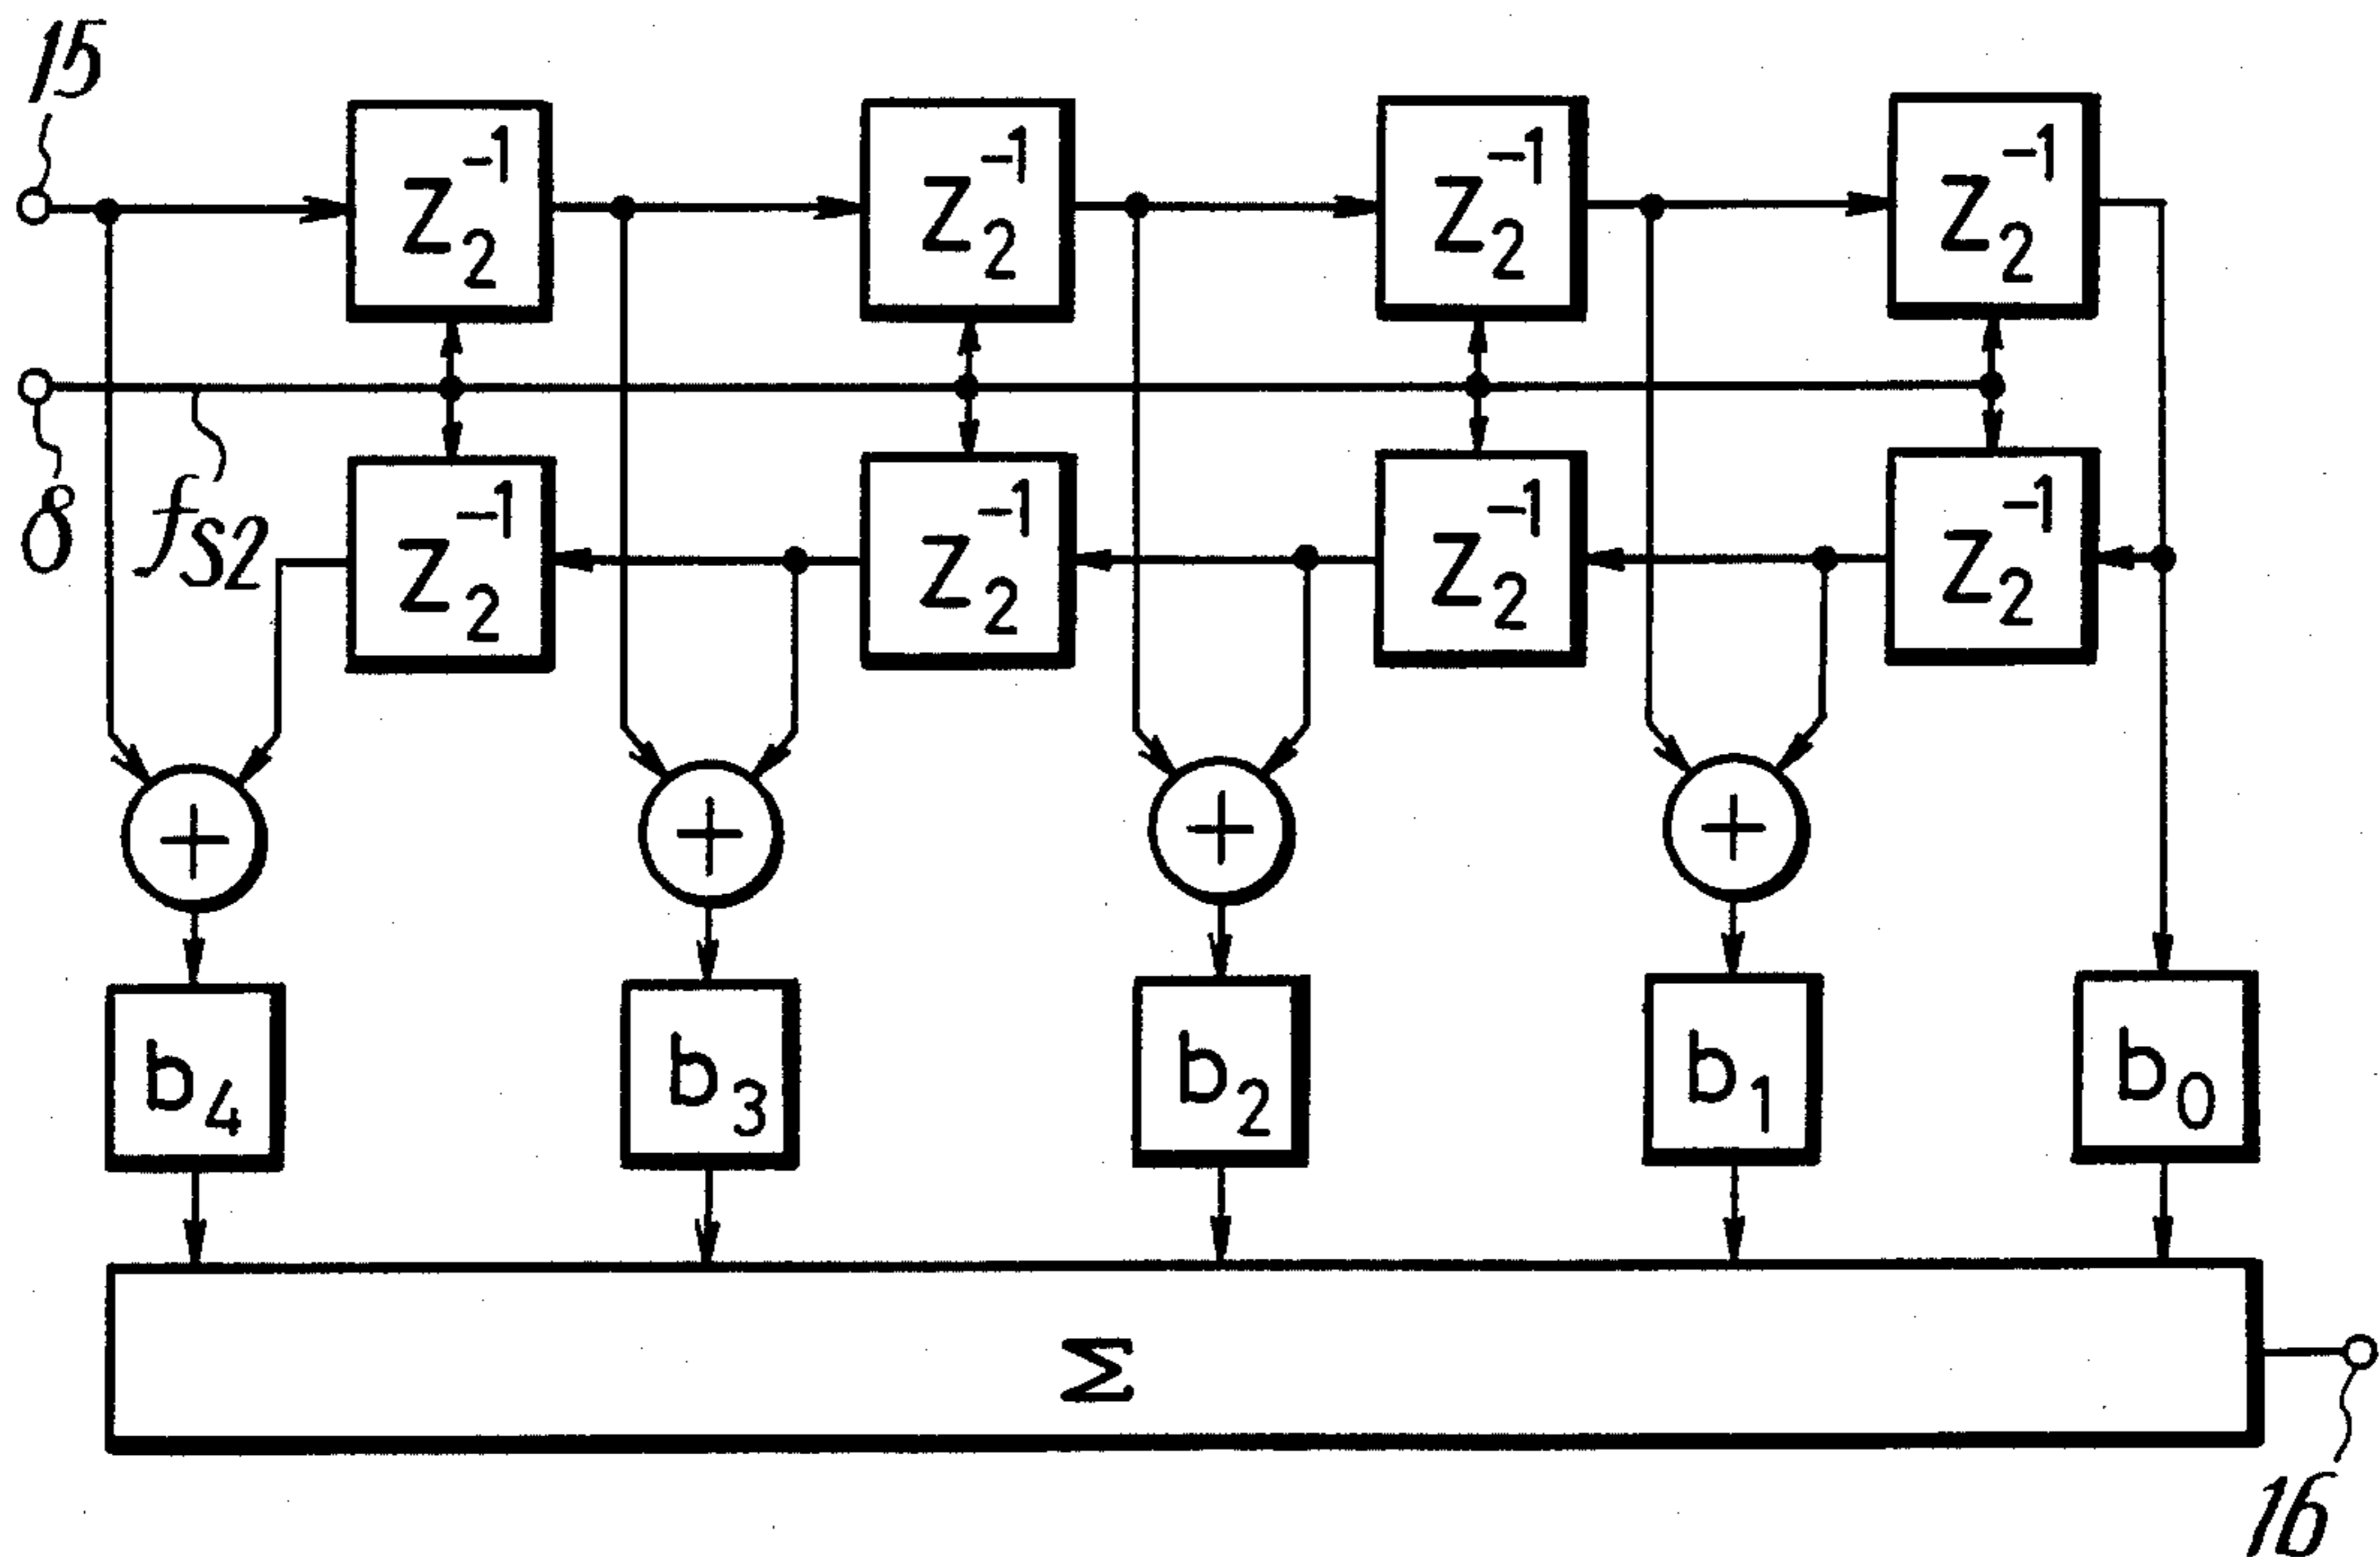 15
Z₂⁻¹ Z₂⁻¹ Z₂⁻¹ Z₂⁻¹
8 fS2
Z₂⁻¹ Z₂⁻¹ Z₂⁻¹ Z₂⁻¹
+ + + +
b₄ b₃ b₂ b₁ b₀
Σ
16